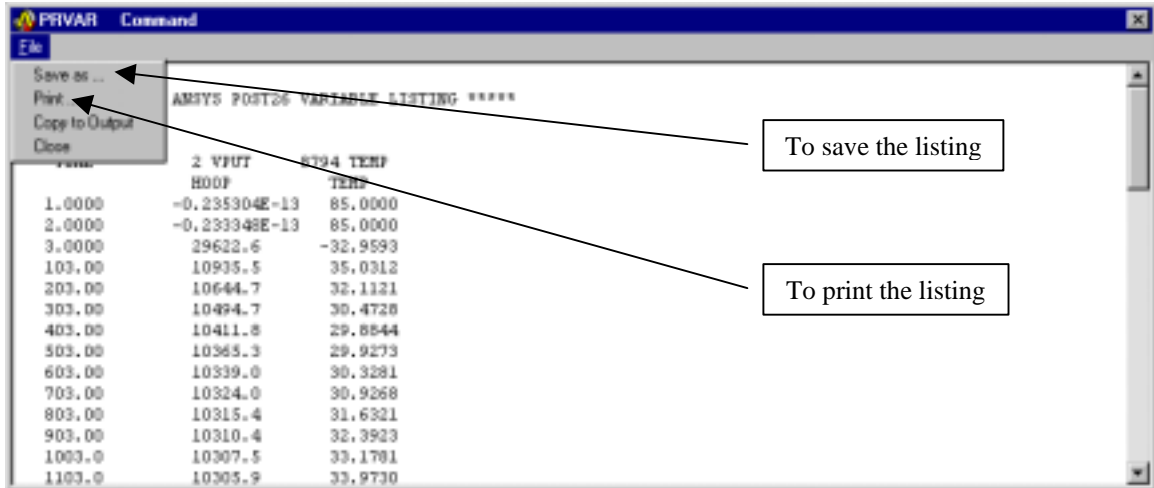 PRVAR Command
File
Save as ...
Print ...
Copy to Output
Close
ANSYS POST26 VARIABLE LISTING *****
To save the listing
TIME 2 VPUT 8794 TEMP
HOOP TEMP
1.0000 -0.235304E-13 85.0000
2.0000 -0.233348E-13 85.0000
3.0000 29622.6 -32.9593
103.00 10935.5 35.0312
203.00 10644.7 32.1121
To print the listing
303.00 10494.7 30.4728
403.00 10411.8 29.8844
503.00 10365.3 29.9273
603.00 10339.0 30.3281
703.00 10324.0 30.9268
803.00 10315.4 31.6321
903.00 10310.4 32.3923
1003.0 10307.5 33.1781
1103.0 10305.9 33.9730